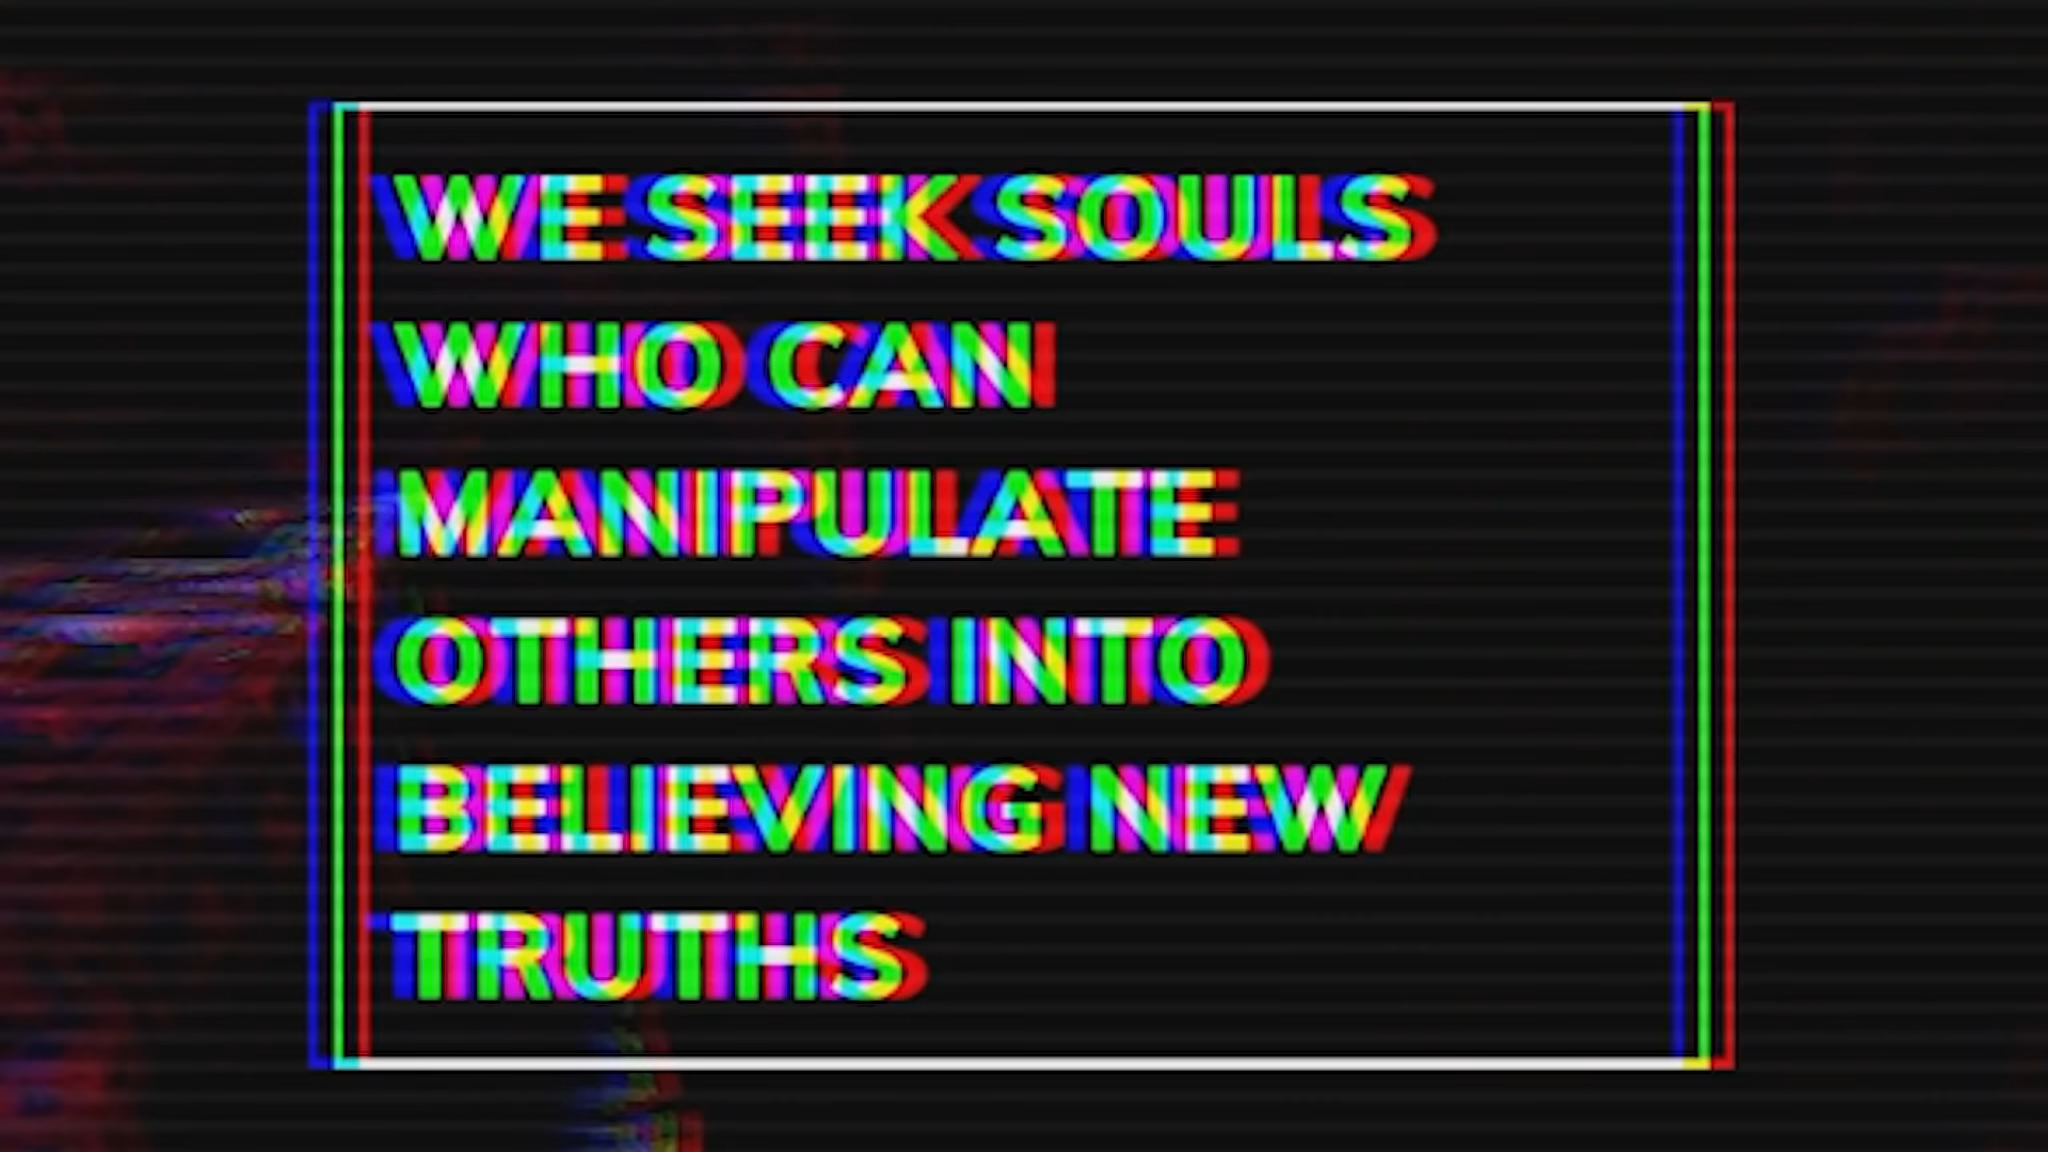 WE SEEK SOULS
WHO CAN
MANIPULATE
OTHERS INTO
BELIEVING NEW
TRUTHS